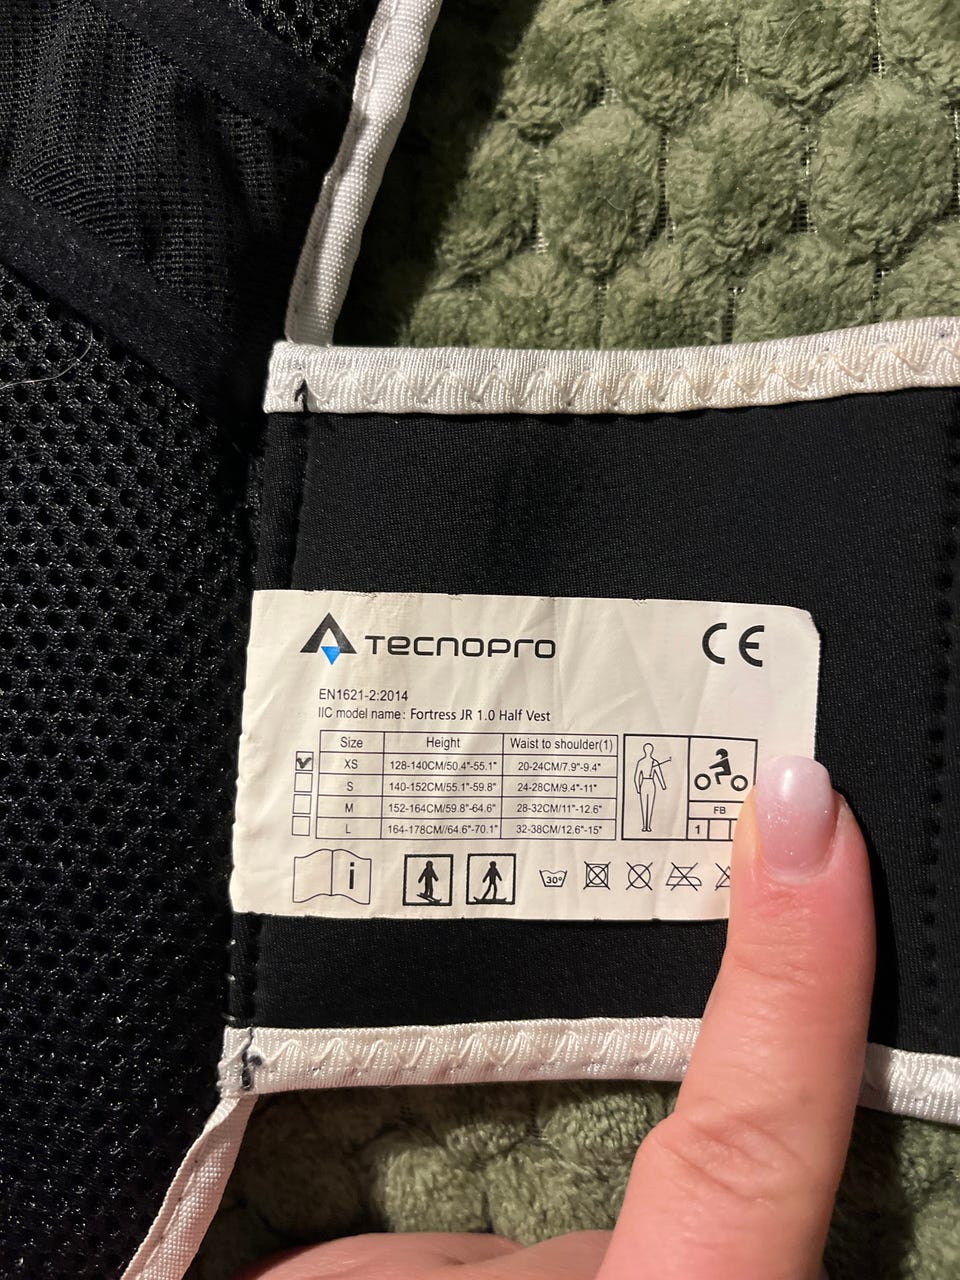 TECNOPRO
CE
EN1621-2:2014
IIC model name: Fortress JR 1.0 Half Vest
Size Height Waist to shoulder(1)
XS 128-140CM/50.4"-55.1" 20-24CM/7.9"-9.4"
S 140-152CM/55.1"-59.8" 24-28CM/9.4"-11"
M 152-164CM/59.8"-64.6" 28-32CM/11"-12.6"
L 164-178CM//64.6"-70.1" 32-38CM/12.6"-15"
FB
1
i
30°